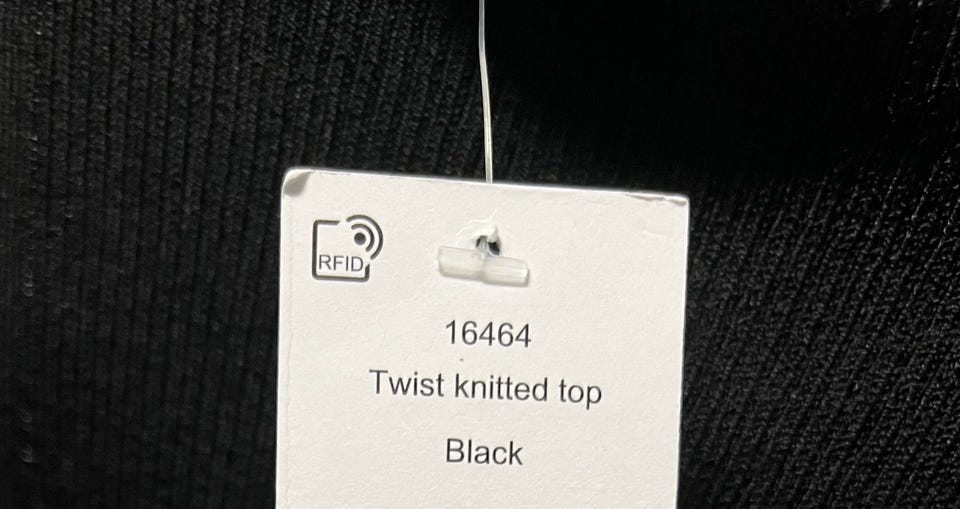 RFID
16464
Twist knitted top
Black